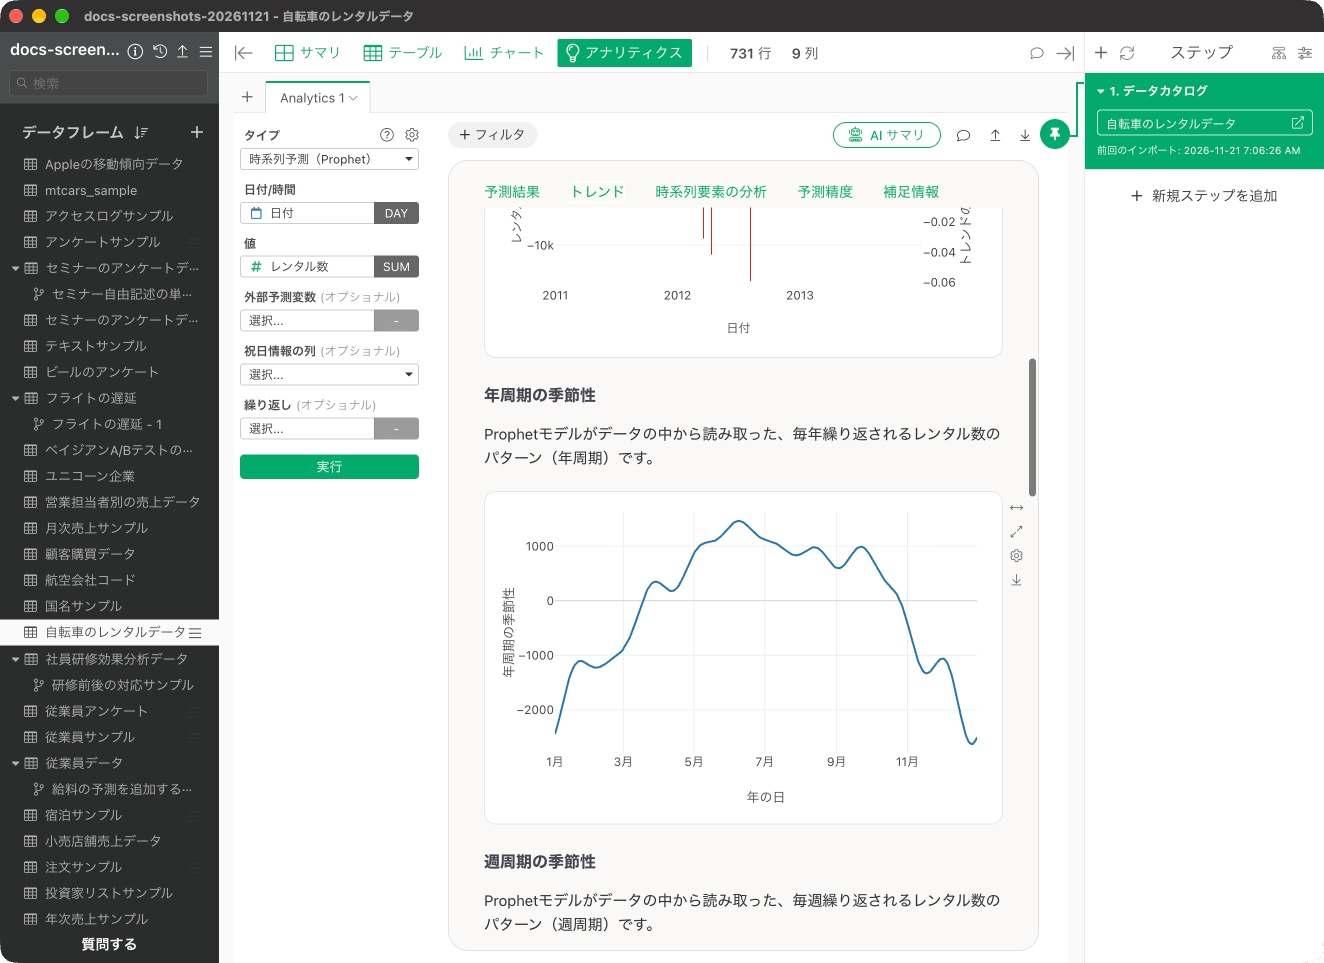 docs-screenshots-20261121 - 自転車のレンタルデータ
docs-screen...
検索
データフレーム
Appleの移動傾向データ
mtcars_sample
アクセスログサンプル
アンケートサンプル
セミナーのアンケートデ...
セミナー自由記述の単...
セミナーのアンケートデ...
テキストサンプル
ビールのアンケート
フライトの遅延
フライトの遅延 - 1
ベイジアンA/Bテストの...
ユニコーン企業
営業担当者別の売上データ
月次売上サンプル
顧客購買データ
航空会社コード
国名サンプル
自転車のレンタルデータ
社員研修効果分析データ
研修前後の対応サンプル
従業員アンケート
従業員サンプル
従業員データ
給料の予測を追加する...
宿泊サンプル
小売店舗売上データ
注文サンプル
投資家リストサンプル
年次売上サンプル
質問する
サマリ
テーブル
チャート
アナリティクス
731 行
9 列
Analytics 1
タイプ
時系列予測（Prophet）
日付/時間
日付
DAY
値
レンタル数
SUM
外部予測変数 (オプショナル)
選択...
-
祝日情報の列 (オプショナル)
選択...
繰り返し (オプショナル)
選択...
-
実行
フィルタ
AI サマリ
予測結果
トレンド
時系列要素の分析
予測精度
補足情報
レンタ
−10k
−0.02
−0.04
−0.06
トレンドの
2011
2012
2013
日付
年周期の季節性
Prophetモデルがデータの中から読み取った、毎年繰り返されるレンタル数の
パターン（年周期）です。
年周期の季節性
1000
0
−1000
−2000
1月
3月
5月
7月
9月
11月
年の日
週周期の季節性
Prophetモデルがデータの中から読み取った、毎週繰り返されるレンタル数の
パターン（週周期）です。
ステップ
1. データカタログ
自転車のレンタルデータ
前回のインポート: 2026-11-21 7:06:26 AM
新規ステップを追加